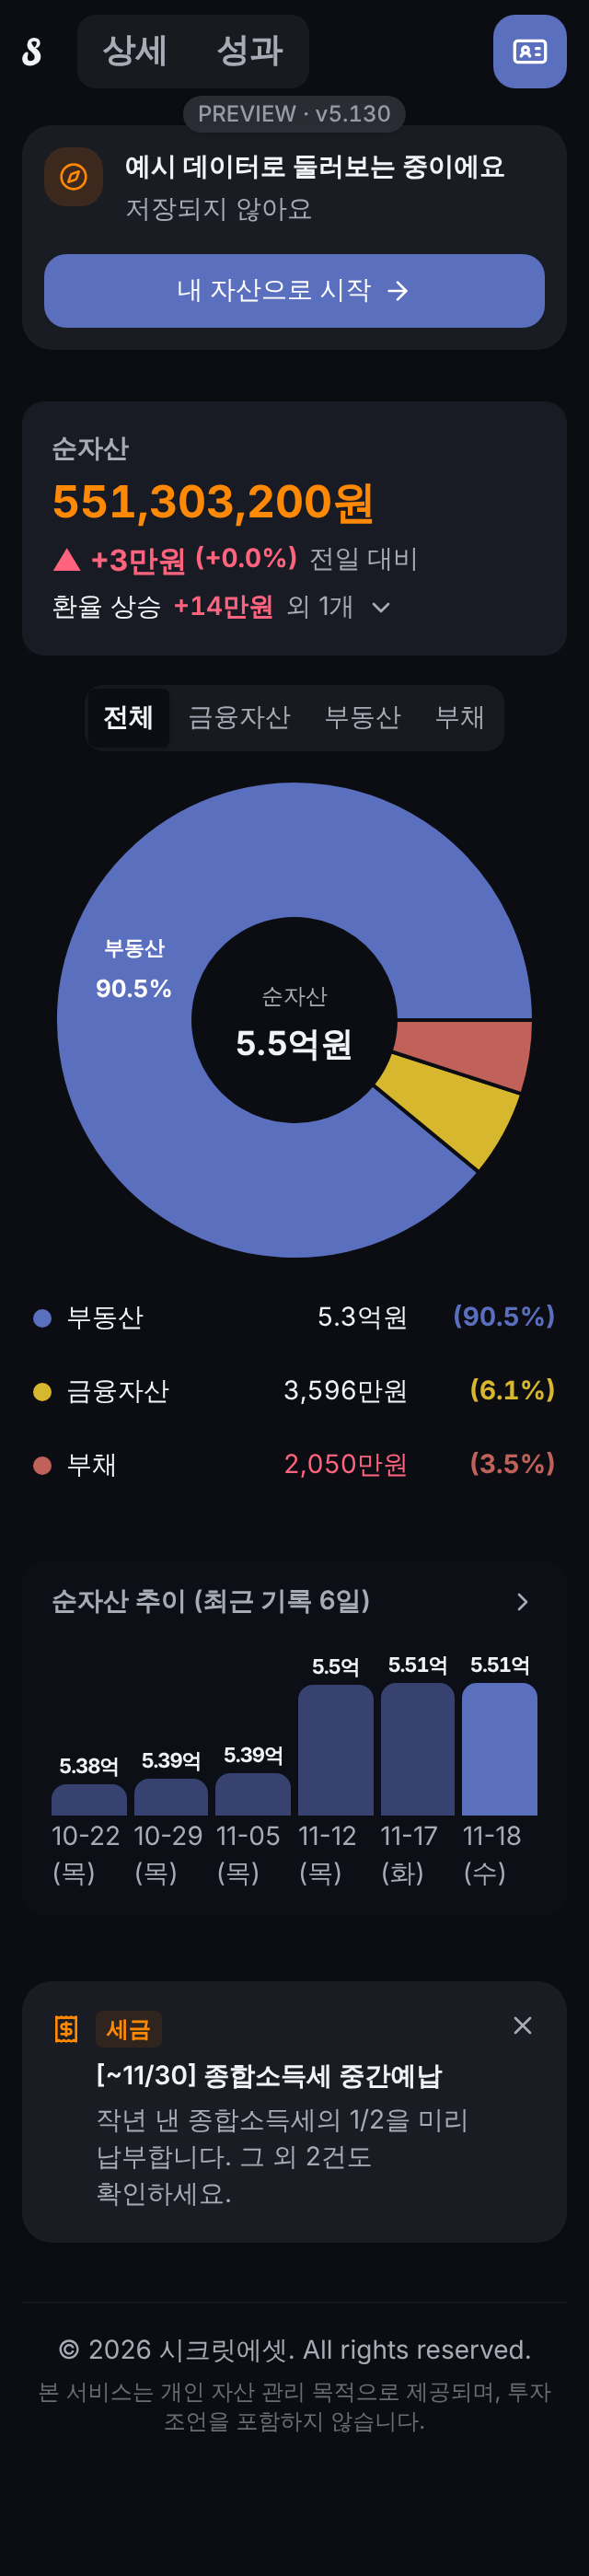 S
상세 성과
PREVIEW · v5.130
예시 데이터로 둘러보는 중이에요
저장되지 않아요
내 자산으로 시작 →
순자산
551,303,200원
▲ +3만원 (+0.0%) 전일 대비
환율 상승 +14만원 외 1개
전체 금융자산 부동산 부채
부동산
90.5%
순자산
5.5억원
부동산 5.3억원 (90.5%)
금융자산 3,596만원 (6.1%)
부채 2,050만원 (3.5%)
순자산 추이 (최근 기록 6일)
5.38억 5.39억 5.39억 5.5억 5.51억 5.51억
10-22 10-29 11-05 11-12 11-17 11-18
(목) (목) (목) (목) (화) (수)
세금
[~11/30] 종합소득세 중간예납
작년 낸 종합소득세의 1/2을 미리
납부합니다. 그 외 2건도
확인하세요.
© 2026 시크릿에셋. All rights reserved.
본 서비스는 개인 자산 관리 목적으로 제공되며, 투자
조언을 포함하지 않습니다.